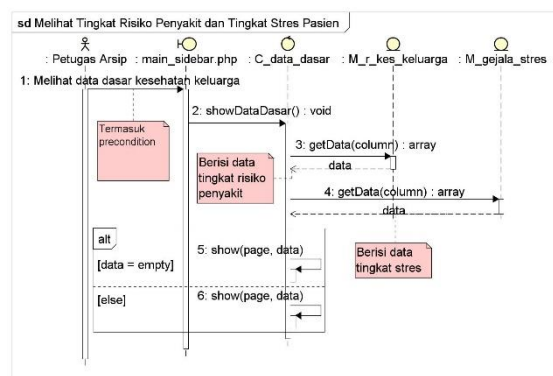 sd Melihat Tingkat Risiko Penyakit dan Tingkat Stres Pasien
: Petugas Arsip
: main_sidebar.php
: C_data_dasar
: M_r_kes_keluarga
: M_gejala_stres
1: Melihat data dasar kesehatan keluarga
2: showDataDasar() : void
Termasuk
precondition
3: getData(column) : array
Berisi data
tingkat risiko
penyakit
data
4: getData(column) : array
data
alt
[data = empty]
5: show(page, data)
Berisi data
tingkat stres
[else]
6: show(page, data)